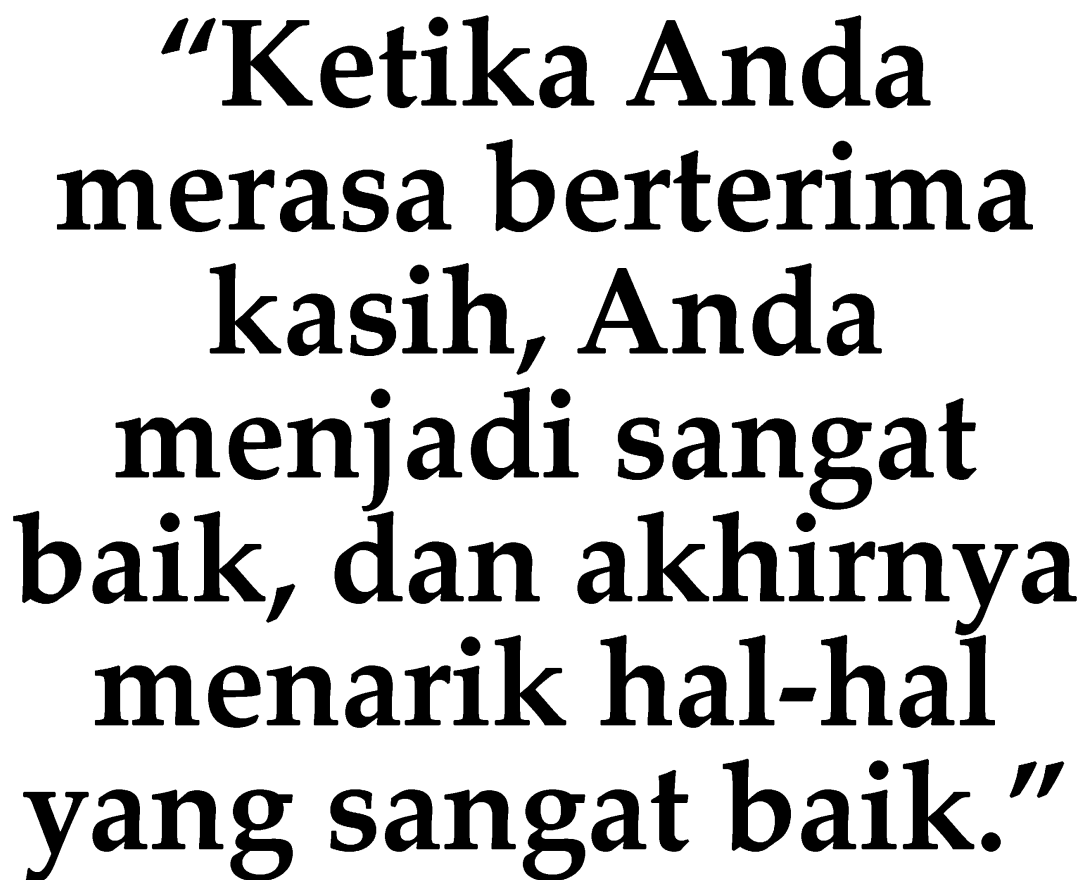 “Ketika Anda
merasa berterima
kasih, Anda
menjadi sangat
baik, dan akhirnya
menarik hal-hal
yang sangat baik.”